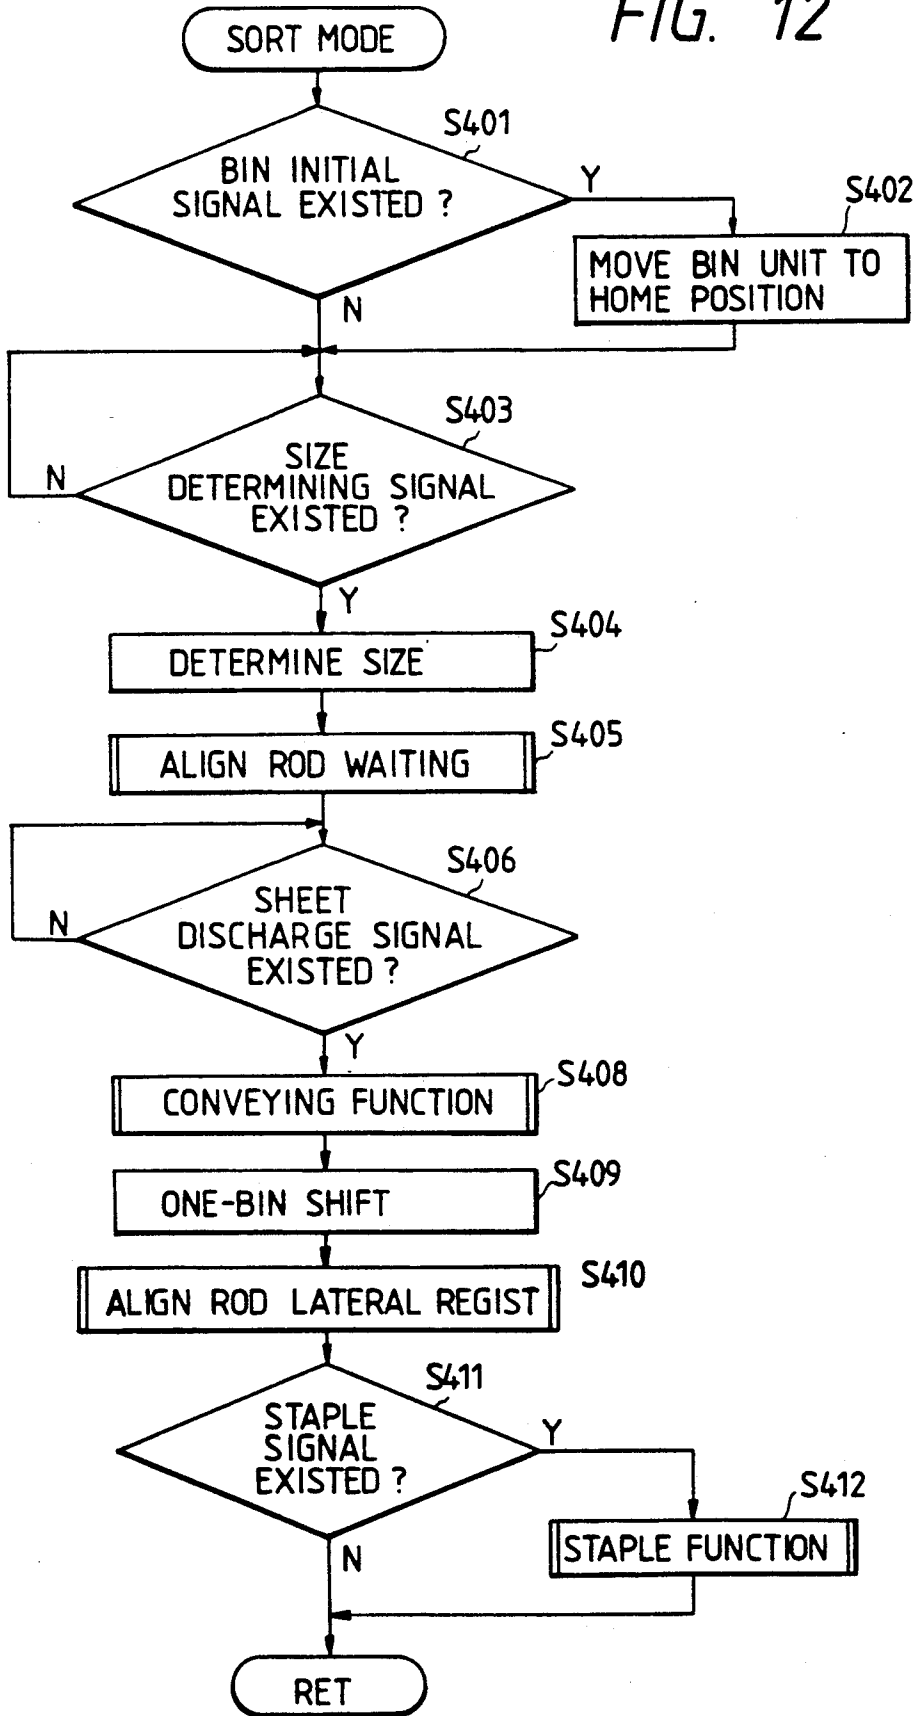 FIG. 12
SORT MODE
S401
BIN INITIAL
SIGNAL EXISTED ?
Y
S402
MOVE BIN UNIT TO
HOME POSITION
N
S403
SIZE
DETERMINING SIGNAL
EXISTED ?
N
Y
S404
DETERMINE SIZE
S405
ALIGN ROD WAITING
S406
SHEET
DISCHARGE SIGNAL
EXISTED ?
N
Y
S408
CONVEYING FUNCTION
S409
ONE-BIN SHIFT
S410
ALIGN ROD LATERAL REGIST
S411
STAPLE
SIGNAL
EXISTED ?
Y
S412
STAPLE FUNCTION
N
RET